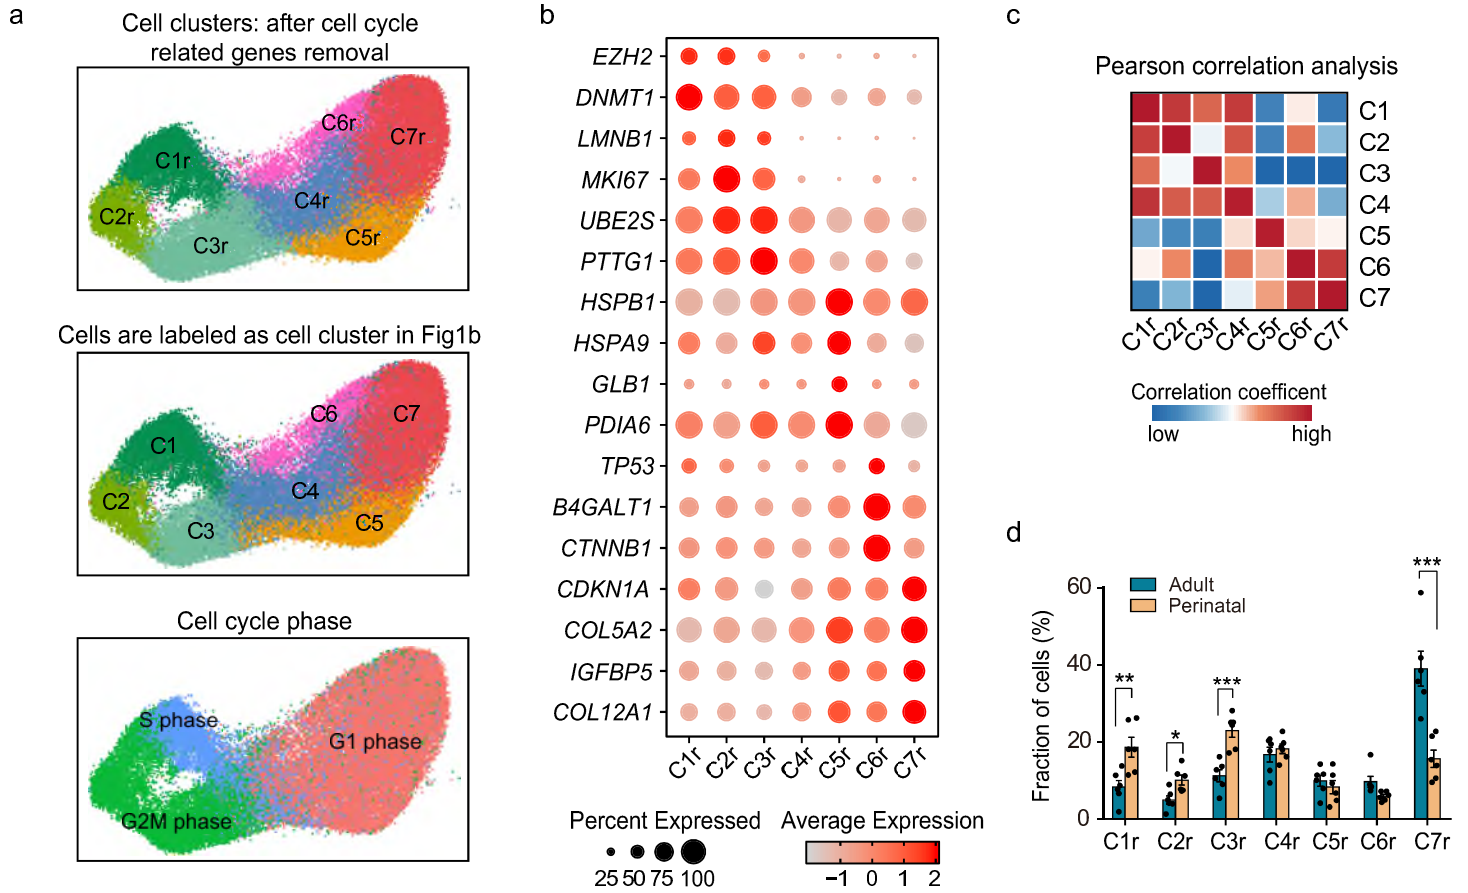 a
Cell clusters: after cell cycle
related genes removal
C1r
C2r
C3r
C4r
C5r
C6r
C7r
Cells are labeled as cell cluster in Fig1b
C1
C2
C3
C4
C5
C6
C7
Cell cycle phase
S phase
G1 phase
G2M phase
b
EZH2
DNMT1
LMNB1
MKI67
UBE2S
PTTG1
HSPB1
HSPA9
GLB1
PDIA6
TP53
B4GALT1
CTNNB1
CDKN1A
COL5A2
IGFBP5
COL12A1
C1r C2r C3r C4r C5r C6r C7r
Percent Expressed
25 50 75 100
Average Expression
−1 0 1 2
c
Pearson correlation analysis
C1
C2
C3
C4
C5
C6
C7
C1r C2r C3r C4r C5r C6r C7r
Correlation coefficent
low high
d
Fraction of cells (%)
60
40
20
0
Adult
Perinatal
**
*
***
***
C1r C2r C3r C4r C5r C6r C7r